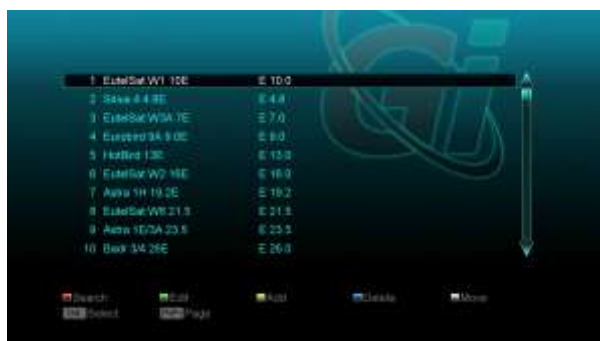 1 EutelSat W1 10E E 10.0
2 Sirius 4 4.8E E 4.8
3 EutelSat W3A 7E E 7.0
4 Eurobird 9A 9.0E E 9.0
5 HotBird 13E E 13.0
6 EutelSat W2 16E E 16.0
7 Astra 1H 19.2E E 19.2
8 EutelSat W6 21.5 E 21.5
9 Astra 1E/3A 23.5 E 23.5
10 Badr 3/4 26E E 26.0
Search Edit Add Delete Move
Select Page
Gi